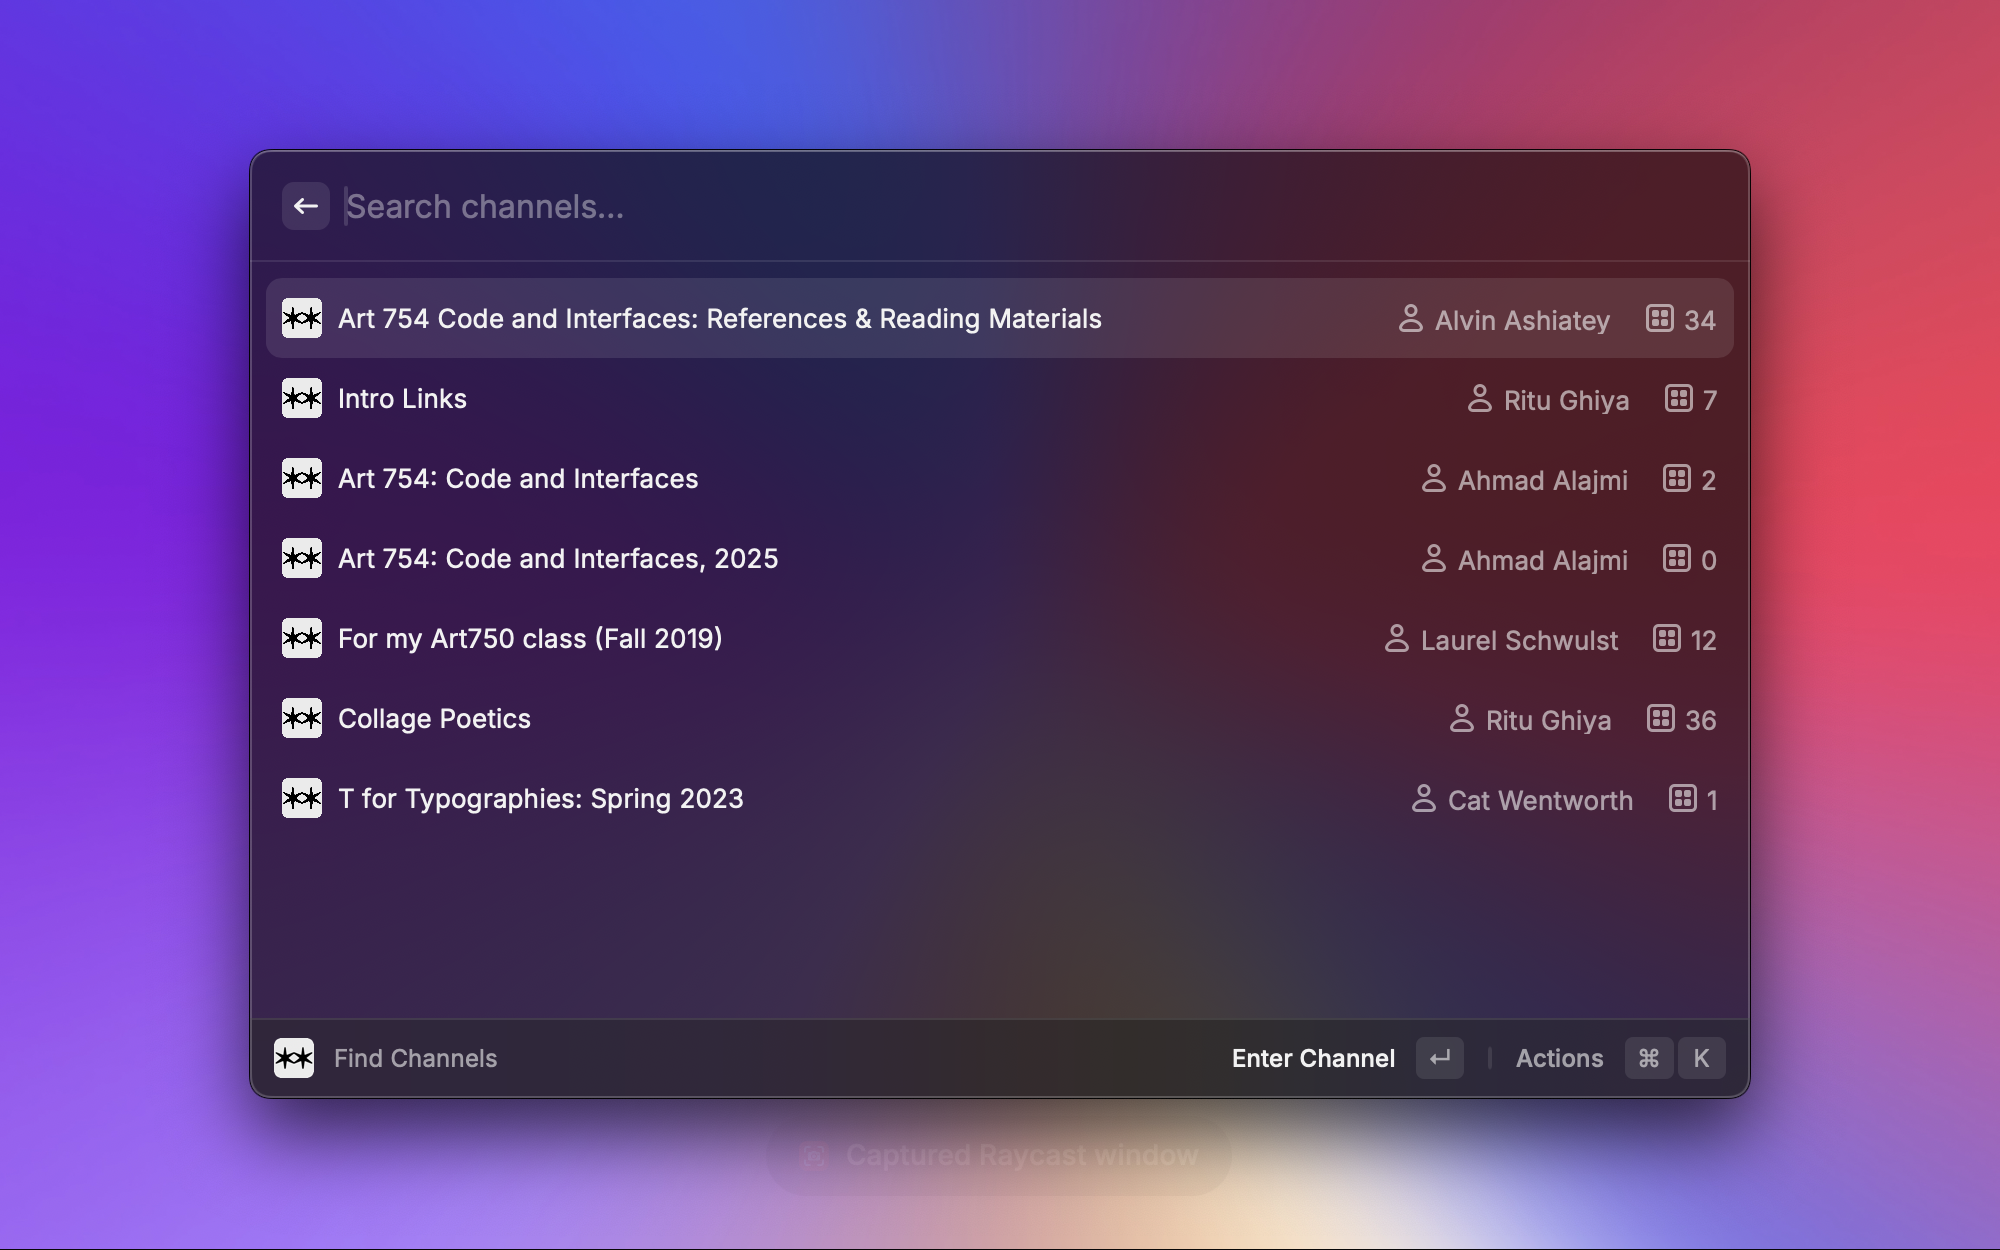 Search channels...
Art 754 Code and Interfaces: References & Reading Materials Alvin Ashiatey 34
Intro Links Ritu Ghiya 7
Art 754: Code and Interfaces Ahmad Alajmi 2
Art 754: Code and Interfaces, 2025 Ahmad Alajmi 0
For my Art750 class (Fall 2019) Laurel Schwulst 12
Collage Poetics Ritu Ghiya 36
T for Typographies: Spring 2023 Cat Wentworth 1
Find Channels Enter Channel ↵ Actions ⌘ K
Captured Raycast window